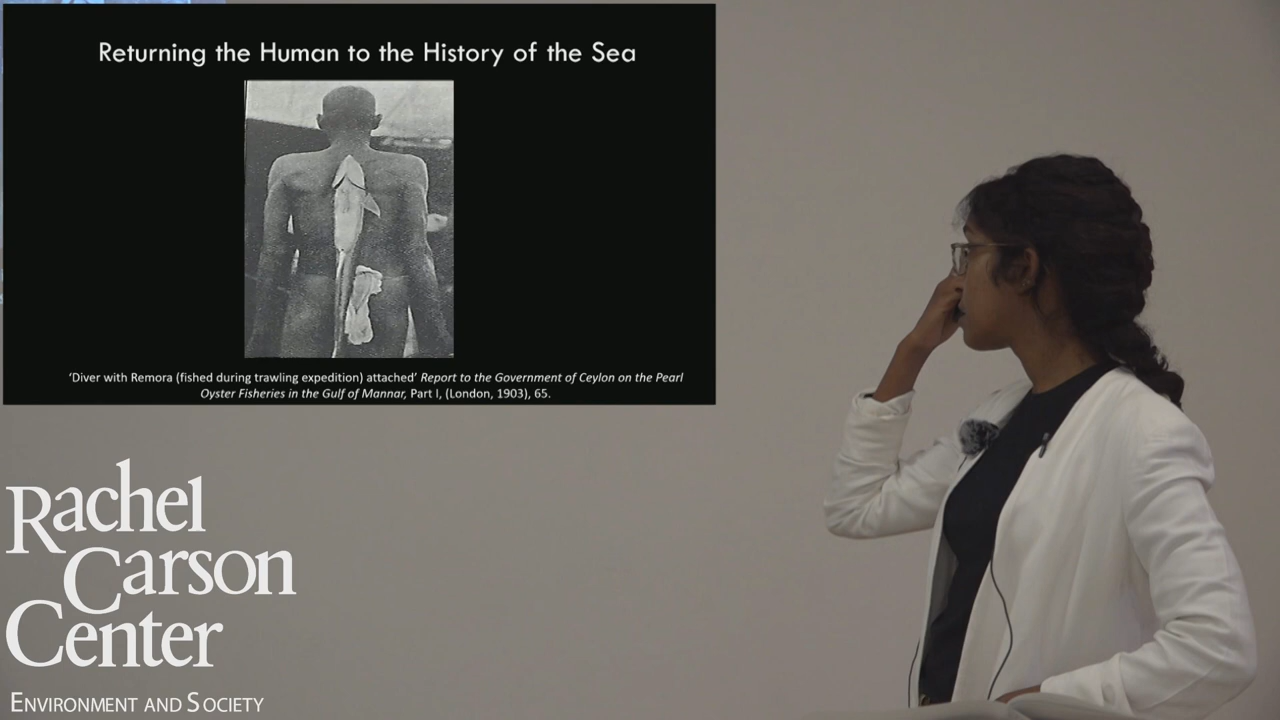 Returning the Human to the History of the Sea
‘Diver with Remora (fished during trawling expedition) attached’ Report to the Government of Ceylon on the Pearl
Oyster Fisheries in the Gulf of Mannar, Part I, (London, 1903), 65.
Rachel
Carson
Center
ENVIRONMENT AND SOCIETY